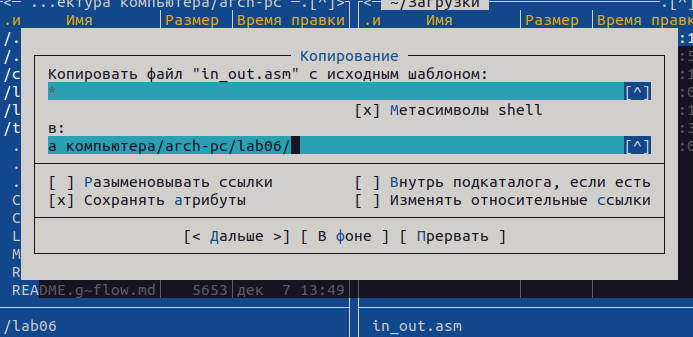 <─ ...ектура компьютера/arch-pc ─.[^]> <─ ~/Загрузки ─.[^]
.и Имя Размер Время правки .и Имя Размер Время правк
Копирование
Копировать файл "in_out.asm" с исходным шаблоном:
* [^]
[x] Метасимволы shell
в:
а компьютера/arch-pc/lab06/ [^]
[ ] Разыменовывать ссылки [ ] Внутрь подкаталога, если есть
[x] Сохранять атрибуты [ ] Изменять относительные ссылки
[< Дальше >] [ В фоне ] [ Прервать ]
README.g~flow.md 5653 дек 7 13:49
/lab06 in_out.asm